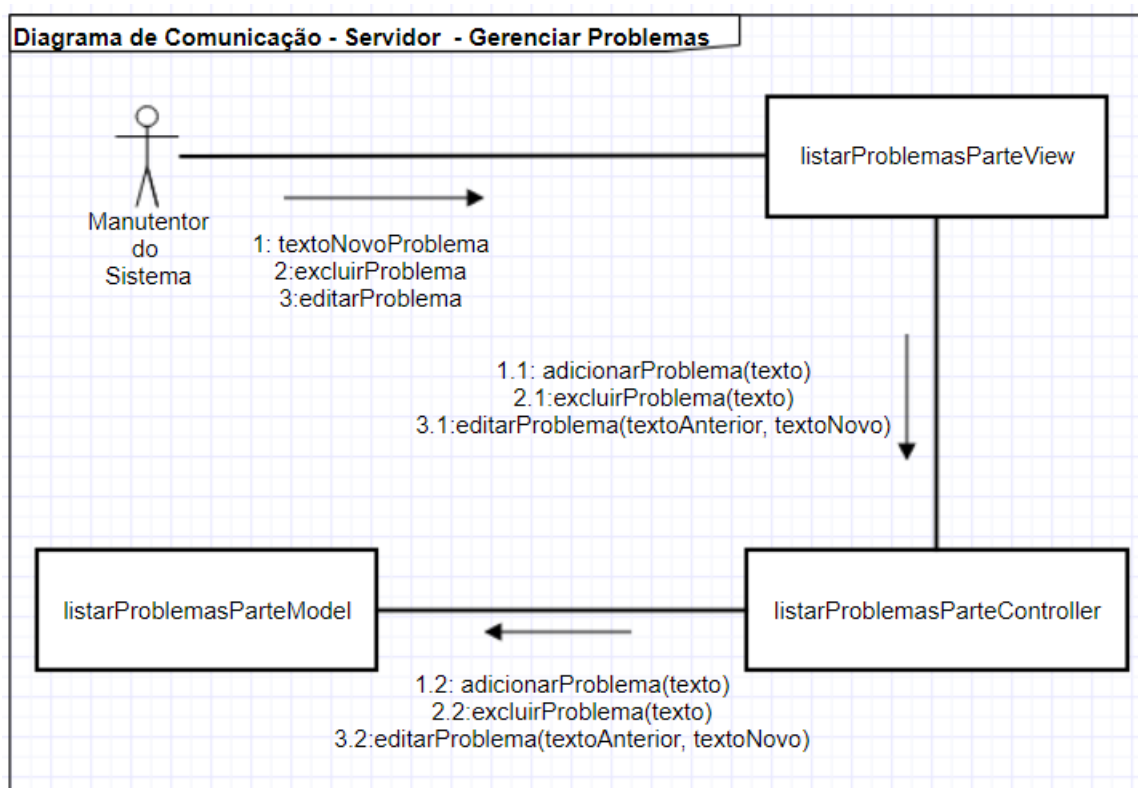 Diagrama de Comunicação - Servidor - Gerenciar Problemas
listarProblemasParteView
Manutentor
do
Sistema
1: textoNovoProblema
2:excluirProblema
3:editarProblema
1.1: adicionarProblema(texto)
2.1:excluirProblema(texto)
3.1:editarProblema(textoAnterior, textoNovo)
listarProblemasParteModel
listarProblemasParteController
1.2: adicionarProblema(texto)
2.2:excluirProblema(texto)
3.2:editarProblema(textoAnterior, textoNovo)